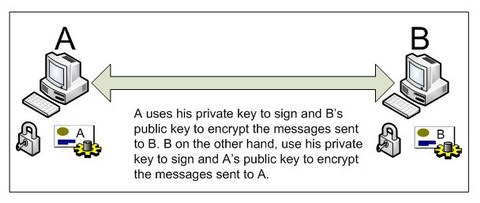 A
B
A uses his private key to sign and B's
public key to encrypt the messages sent
to B. B on the other hand, use his private
key to sign and A's public key to encrypt
the messages sent to A.
A
B